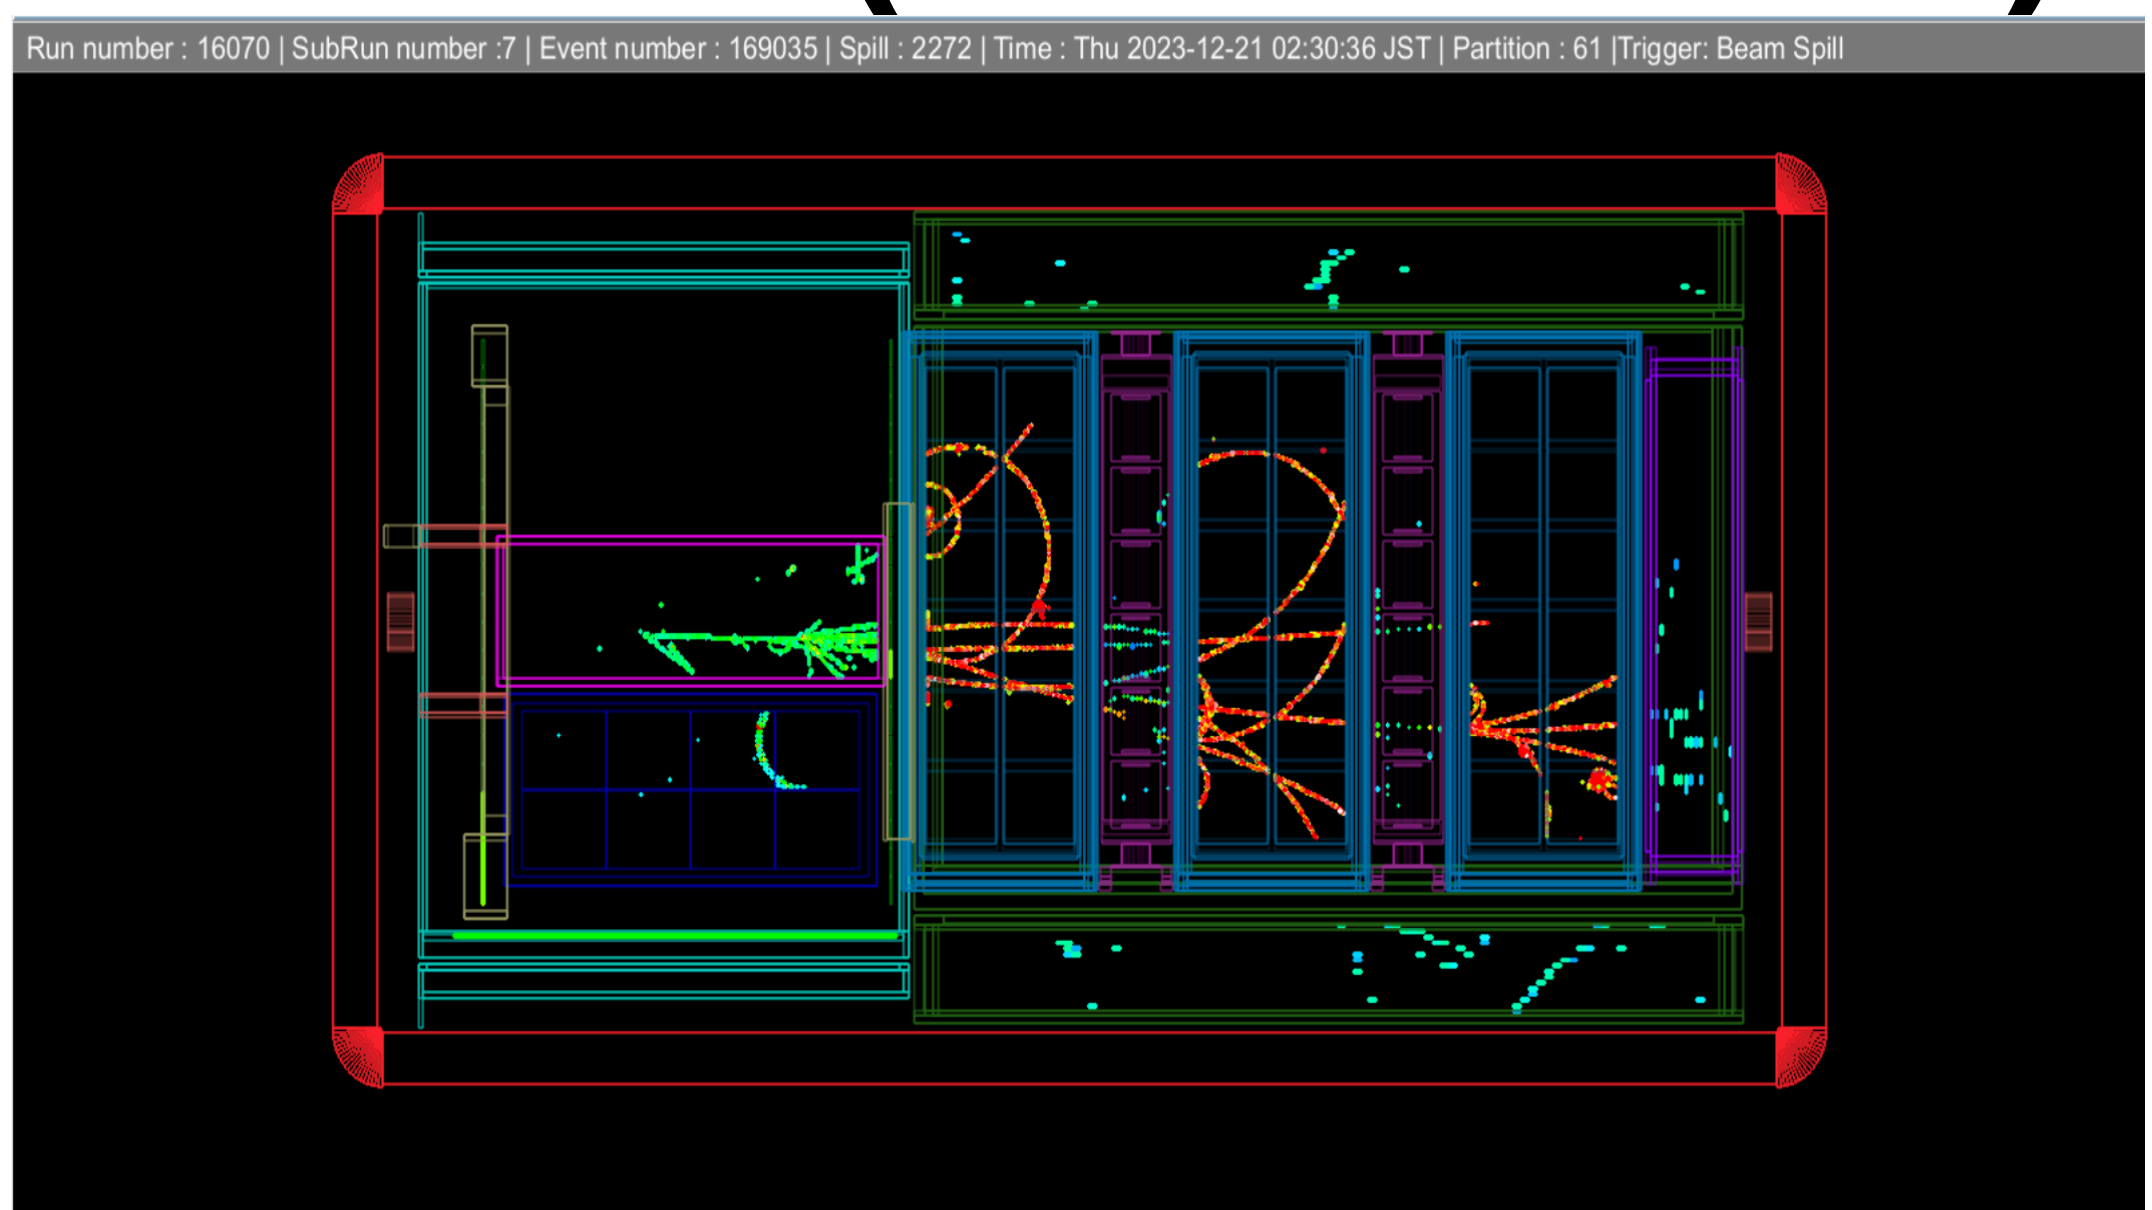 Run number : 16070 | SubRun number :7 | Event number : 169035 | Spill : 2272 | Time : Thu 2023-12-21 02:30:36 JST | Partition : 61 |Trigger: Beam Spill